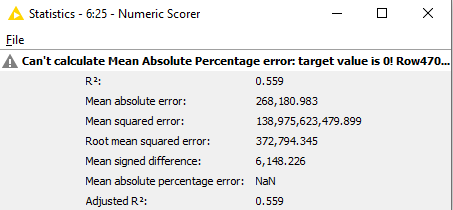 Statistics - 6:25 - Numeric Scorer
File
Can't calculate Mean Absolute Percentage error: target value is 0! Row470...
R²: 0.559
Mean absolute error: 268,180.983
Mean squared error: 138,975,623,479.899
Root mean squared error: 372,794.345
Mean signed difference: 6,148.226
Mean absolute percentage error: NaN
Adjusted R²: 0.559